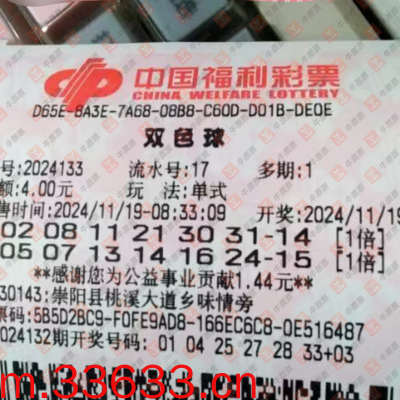 中国福利彩票
CHINA WELFARE LOTTERY
D65E-8A3E-7A68-08B8-C60D-D01B-DE0E
双色球
号:2024133 流水号:17 多期:1
额:4.00元 玩 法:单式
售时间:2024/11/19-08:33:09 开奖:2024/11/19
02 08 11 21 30 31-14 [1倍]
05 07 13 14 16 24-15 [1倍]
**感谢您为公益事业贡献1.44元**
30143:崇阳县桃溪大道乡味情旁
码:5B5D2BC9-F0FE9AD8-166EC6C8-0E516487
024132期开奖号码: 01 04 25 27 28 33+03
m.33633.cn